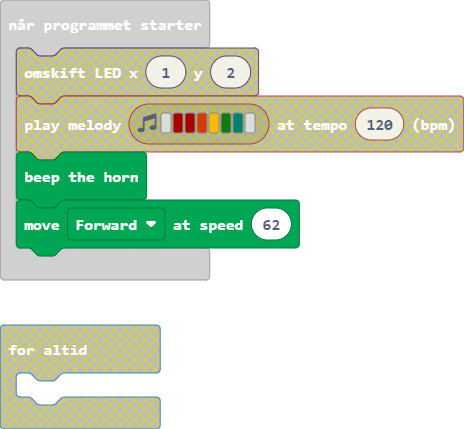 når programmet starter
omskift LED x 1 y 2
play melody at tempo 120 (bpm)
beep the horn
move Forward at speed 62
for altid